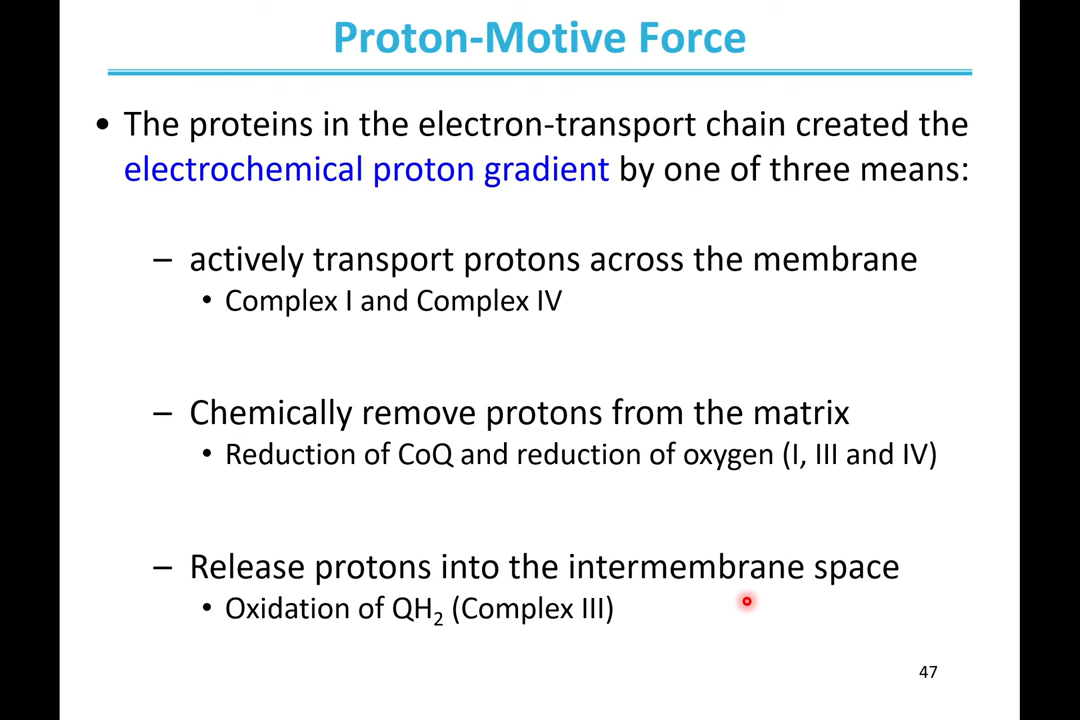 Proton-Motive Force
• The proteins in the electron-transport chain created the
electrochemical proton gradient by one of three means:
– actively transport protons across the membrane
• Complex I and Complex IV
– Chemically remove protons from the matrix
• Reduction of CoQ and reduction of oxygen (I, III and IV)
– Release protons into the intermembrane space
• Oxidation of QH₂ (Complex III)
47